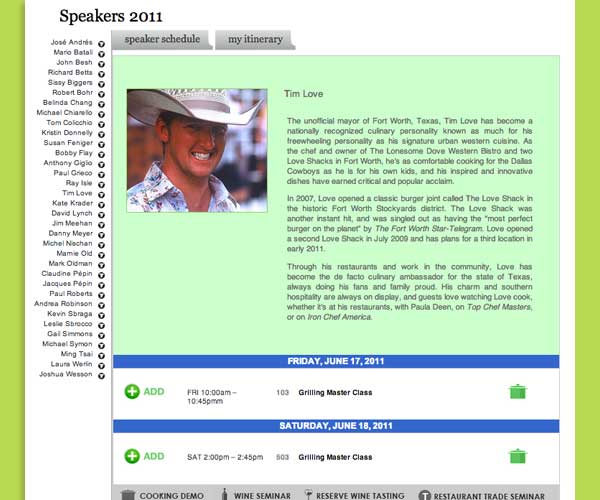 Speakers 2011
speaker schedule
my itinerary
José Andrés
Mario Batali
John Besh
Richard Betts
Sissy Biggers
Robert Bohr
Belinda Chang
Michael Chiarello
Tom Colicchio
Kristin Donnelly
Susan Feniger
Bobby Flay
Anthony Giglio
Paul Grieco
Ray Isle
Tim Love
Kate Krader
David Lynch
Jim Meehan
Danny Meyer
Michel Nischan
Marnie Old
Mark Oldman
Claudine Pépin
Jacques Pépin
Paul Roberts
Andrea Robinson
Kevin Sbraga
Leslie Sbrocco
Gail Simmons
Michael Symon
Ming Tsai
Laura Werlin
Joshua Wesson
Tim Love
The unofficial mayor of Fort Worth, Texas, Tim Love has become a
nationally recognized culinary personality known as much for his
freewheeling personality as his signature urban western cuisine. As
the chef and owner of The Lonesome Dove Western Bistro and two
Love Shacks in Fort Worth, he's as comfortable cooking for the Dallas
Cowboys as he is for his own kids, and his inspired and innovative
dishes have earned critical and popular acclaim.
In 2007, Love opened a classic burger joint called The Love Shack in
the historic Fort Worth Stockyards district. The Love Shack was
another instant hit, and was singled out as having the "most perfect
burger on the planet" by The Fort Worth Star-Telegram. Love opened
a second Love Shack in July 2009 and has plans for a third location in
early 2011.
Through his restaurants and work in the community, Love has
become the de facto culinary ambassador for the state of Texas,
always doing his fans and family proud. His charm and southern
hospitality are always on display, and guests love watching Love cook,
whether it's at his restaurants, with Paula Deen, on Top Chef Masters,
or on Iron Chef America.
FRIDAY, JUNE 17, 2011
ADD FRI 10:00am – 103 Grilling Master Class
10:45pmm
SATURDAY, JUNE 18, 2011
ADD SAT 2:00pm – 2:45pm 503 Grilling Master Class
COOKING DEMO WINE SEMINAR RESERVE WINE TASTING T RESTAURANT TRADE SEMINAR